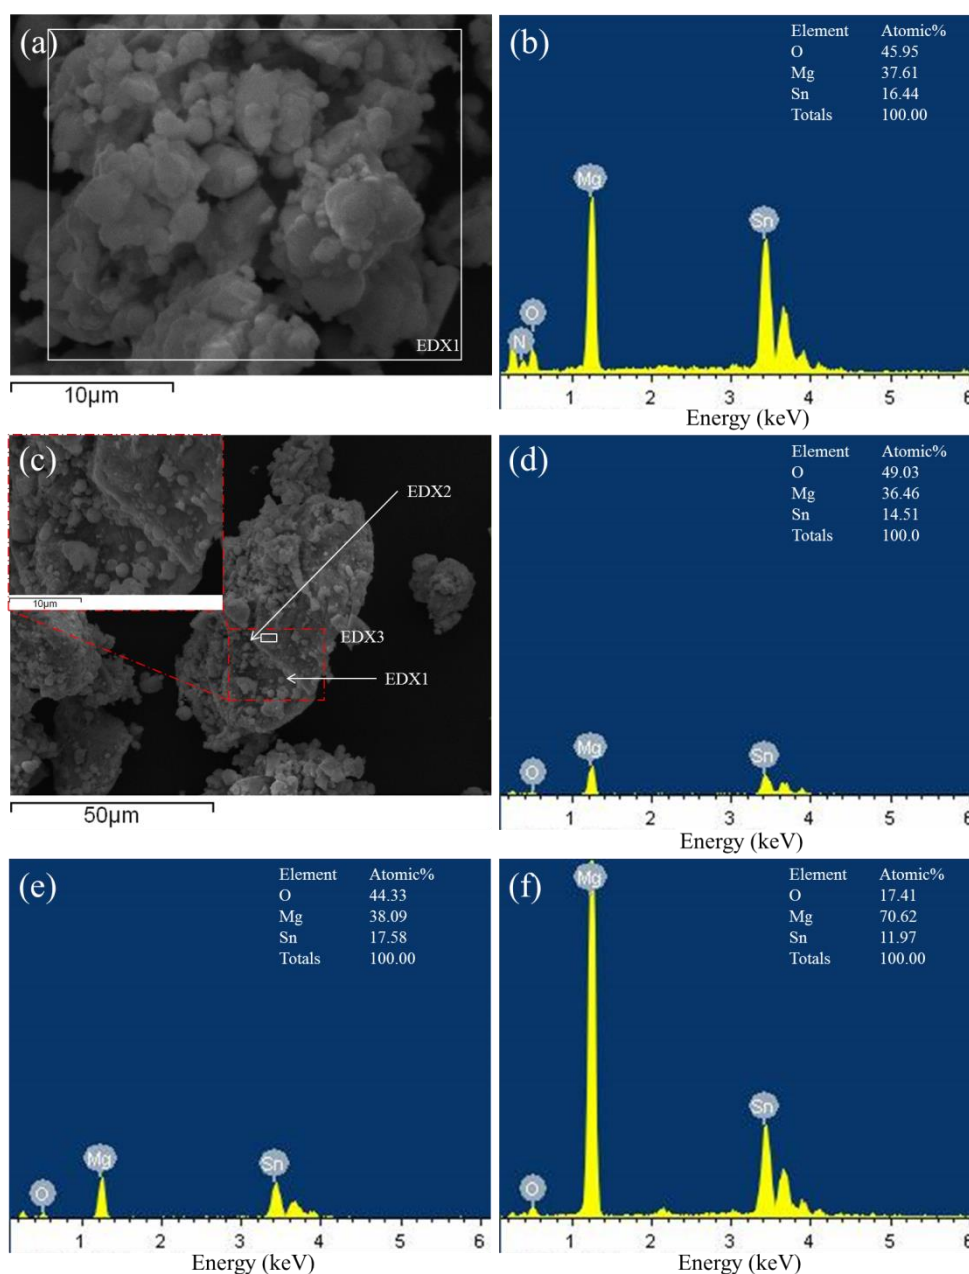 (a)
EDX1
10μm
(b)
Element Atomic%
O 45.95
Mg 37.61
Sn 16.44
Totals 100.00
Mg
Sn
O
N
1 2 3 4 5 6
Energy (keV)
(c)
10μm
EDX2
EDX3
EDX1
50μm
(d)
Element Atomic%
O 49.03
Mg 36.46
Sn 14.51
Totals 100.0
Mg
Sn
O
1 2 3 4 5 6
Energy (keV)
(e)
Element Atomic%
O 44.33
Mg 38.09
Sn 17.58
Totals 100.00
Mg
Sn
O
1 2 3 4 5 6
Energy (keV)
(f)
Element Atomic%
O 17.41
Mg 70.62
Sn 11.97
Totals 100.00
Mg
Sn
O
1 2 3 4 5 6
Energy (keV)